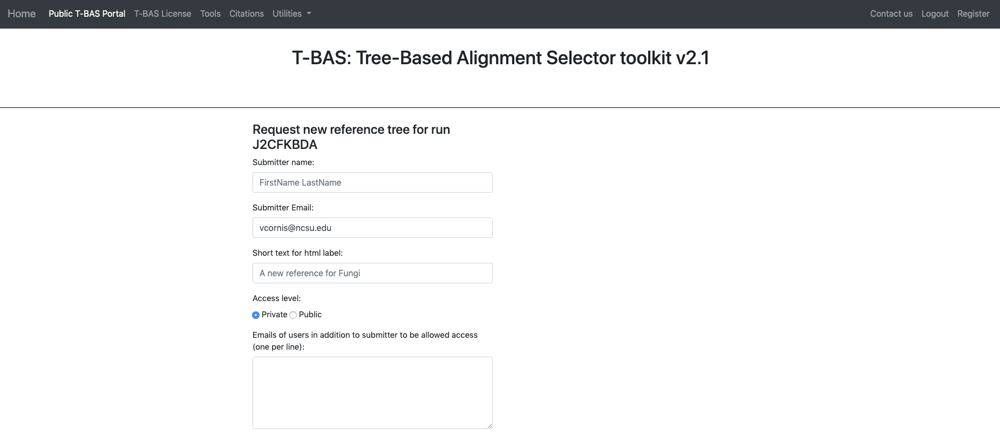 Home Public T-BAS Portal T-BAS License Tools Citations Utilities Contact us Logout Register
T-BAS: Tree-Based Alignment Selector toolkit v2.1
Request new reference tree for run
J2CFKBDA
Submitter name:
FirstName LastName
Submitter Email:
vcornis@ncsu.edu
Short text for html label:
A new reference for Fungi
Access level:
Private Public
Emails of users in addition to submitter to be allowed access
(one per line):